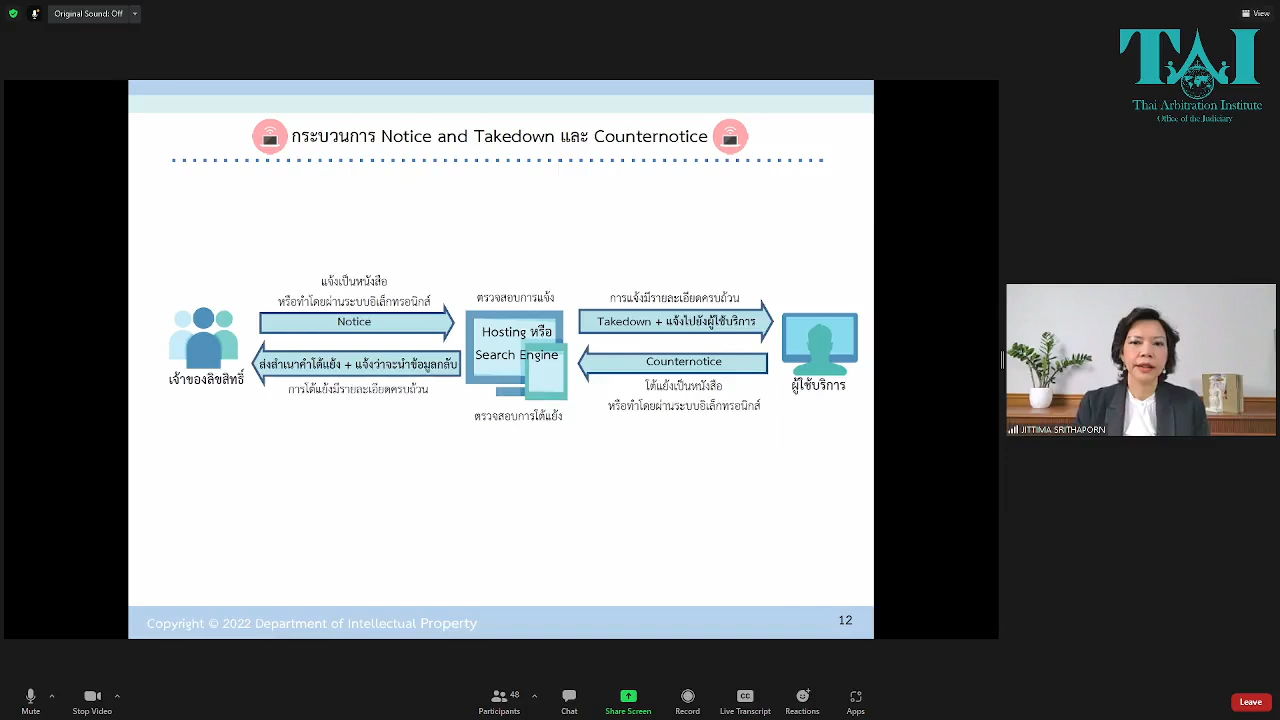 Original Sound: Off
View
TAI
Thai Arbitration Institute
Office of the Judiciary
กระบวนการ Notice and Takedown และ Counternotice
แจ้งเป็นหนังสือ
หรือทำโดยผ่านระบบอิเล็กทรอนิกส์
Notice
ส่งสำเนาคำโต้แย้ง + แจ้งว่าจะนำข้อมูลกลับ
การโต้แย้งมีรายละเอียดครบถ้วน
เจ้าของลิขสิทธิ์
ตรวจสอบการแจ้ง
Hosting หรือ
Search Engine
ตรวจสอบการโต้แย้ง
การแจ้งมีรายละเอียดครบถ้วน
Takedown + แจ้งไปยังผู้ใช้บริการ
Counternotice
โต้แย้งเป็นหนังสือ
หรือทำโดยผ่านระบบอิเล็กทรอนิกส์
ผู้ใช้บริการ
JITTIMA SRITHAPORN
Copyright © 2022 Department of Intellectual Property
12
Mute
Stop Video
Participants
48
Chat
Share Screen
Record
CC
Live Transcript
Reactions
Apps
Leave